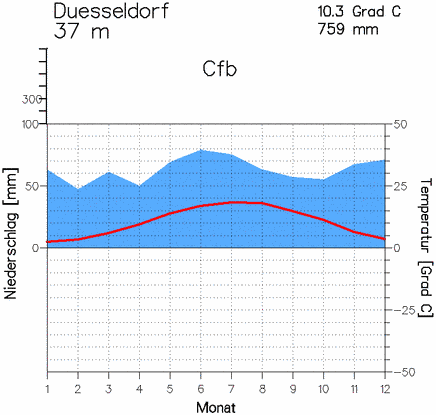 Duesseldorf
37 m
10.3 Grad C
759 mm
Cfb
300
100
50
0
50
25
0
−25
−50
Niederschlag [mm]
Temperatur [Grad C]
1 2 3 4 5 6 7 8 9 10 11 12
Monat